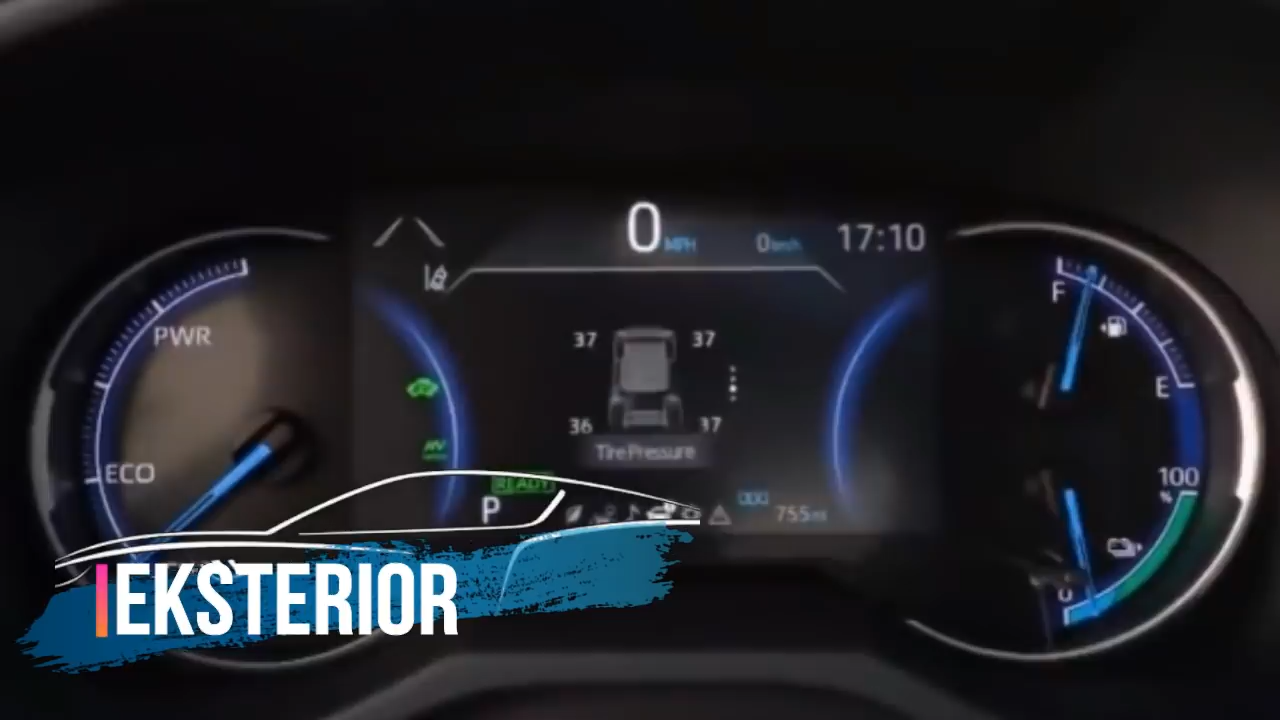 0 MPH 0 km/h 17:10
F
PWR
37 37
E
36 37
Tire Pressure
ECO
100
%
READY
P
755 mi
0
EKSTERIOR